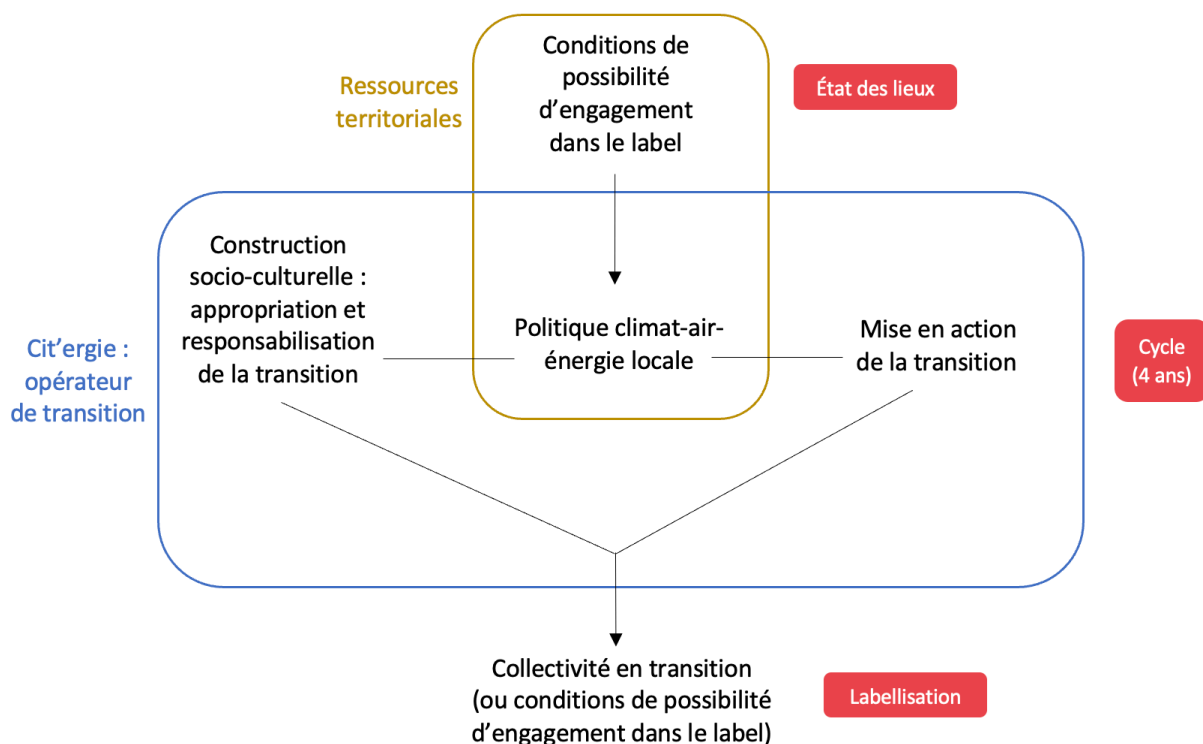 Conditions de
possibilité
d’engagement
dans le label
Ressources
territoriales
État des lieux
Construction
socio-culturelle :
appropriation et
responsabilisation
de la transition
Politique climat-air-
énergie locale
Mise en action
de la transition
Cit’ergie :
opérateur
de transition
Cycle
(4 ans)
Collectivité en transition
(ou conditions de possibilité
d’engagement dans le label)
Labellisation